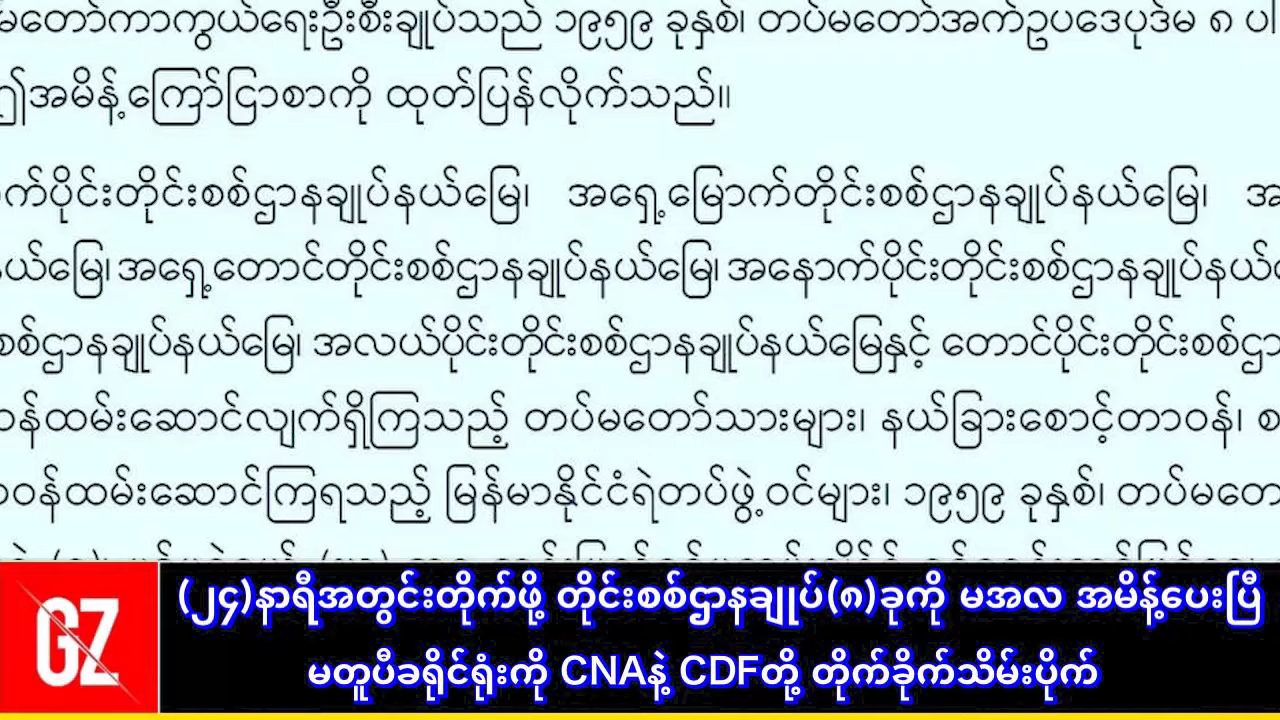 မတော်ကာကွယ်ရေးဦးစီးချုပ်သည် ၁၉၅၉ ခုနှစ်၊ တပ်မတော်အက်ဥပဒေပုဒ်မ ၈ ပါ
ဤအမိန့်ကြော်ငြာစာကို ထုတ်ပြန်လိုက်သည်။
က်ပိုင်းတိုင်းစစ်ဌာနချုပ်နယ်မြေ၊ အရှေ့မြောက်တိုင်းစစ်ဌာနချုပ်နယ်မြေ၊ အ
နယ်မြေ၊ အရှေ့တောင်တိုင်းစစ်ဌာနချုပ်နယ်မြေ၊ အနောက်ပိုင်းတိုင်းစစ်ဌာနချုပ်နယ်
စစ်ဌာနချုပ်နယ်မြေ၊ အလယ်ပိုင်းတိုင်းစစ်ဌာနချုပ်နယ်မြေနှင့် တောင်ပိုင်းတိုင်းစစ်ဌာ
ဝန်ထမ်းဆောင်လျက်ရှိကြသည့် တပ်မတော်သားများ၊ နယ်ခြားစောင့်တာဝန်၊ စ
ာဝန်ထမ်းဆောင်ကြရသည့် မြန်မာနိုင်ငံရဲတပ်ဖွဲ့ဝင်များ၊ ၁၉၅၉ ခုနှစ်၊ တပ်မတေ
GZ
(၂၄)နာရီအတွင်းတိုက်ဖို့ တိုင်းစစ်ဌာနချုပ်(၈)ခုကို မအလ အမိန့်ပေးပြီ
မတူပီခရိုင်ရုံးကို CNAနဲ့ CDFတို့ တိုက်ခိုက်သိမ်းပိုက်